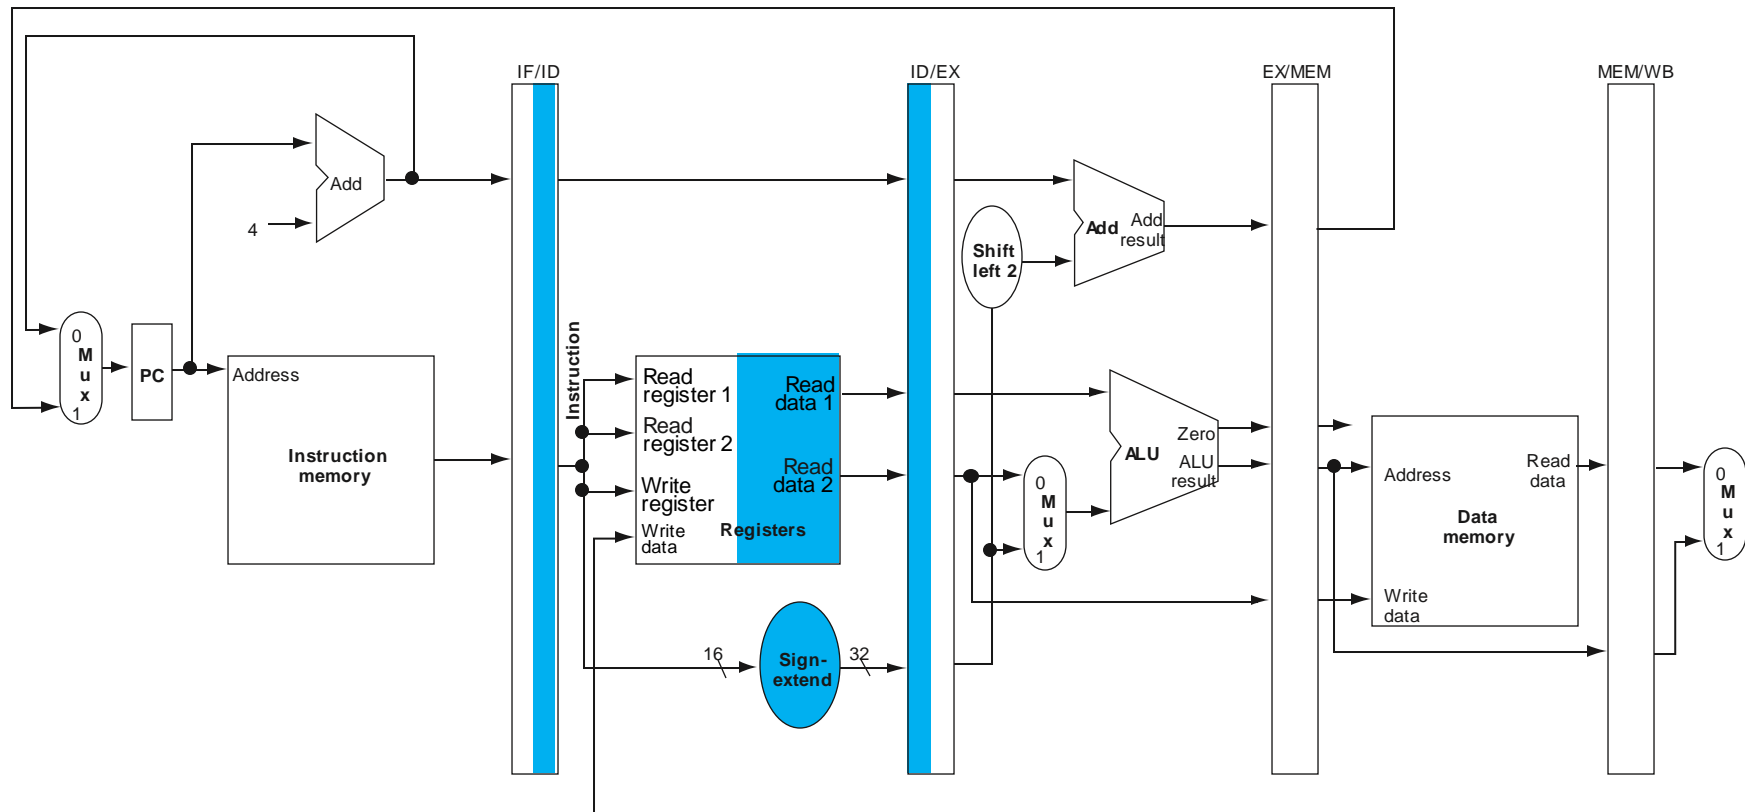 IF/ID
ID/EX
EX/MEM
MEM/WB
Add
4
Add
Add
result
Shift
left 2
0
M
u
x
1
PC
Address
Instruction
memory
Instruction
Read
register 1
Read
register 2
Write
register
Write
data
Registers
Read
data 1
Read
data 2
16
Sign-
extend
32
0
M
u
x
1
Zero
ALU
ALU
result
Address
Read
data
Data
memory
Write
data
0
M
u
x
1